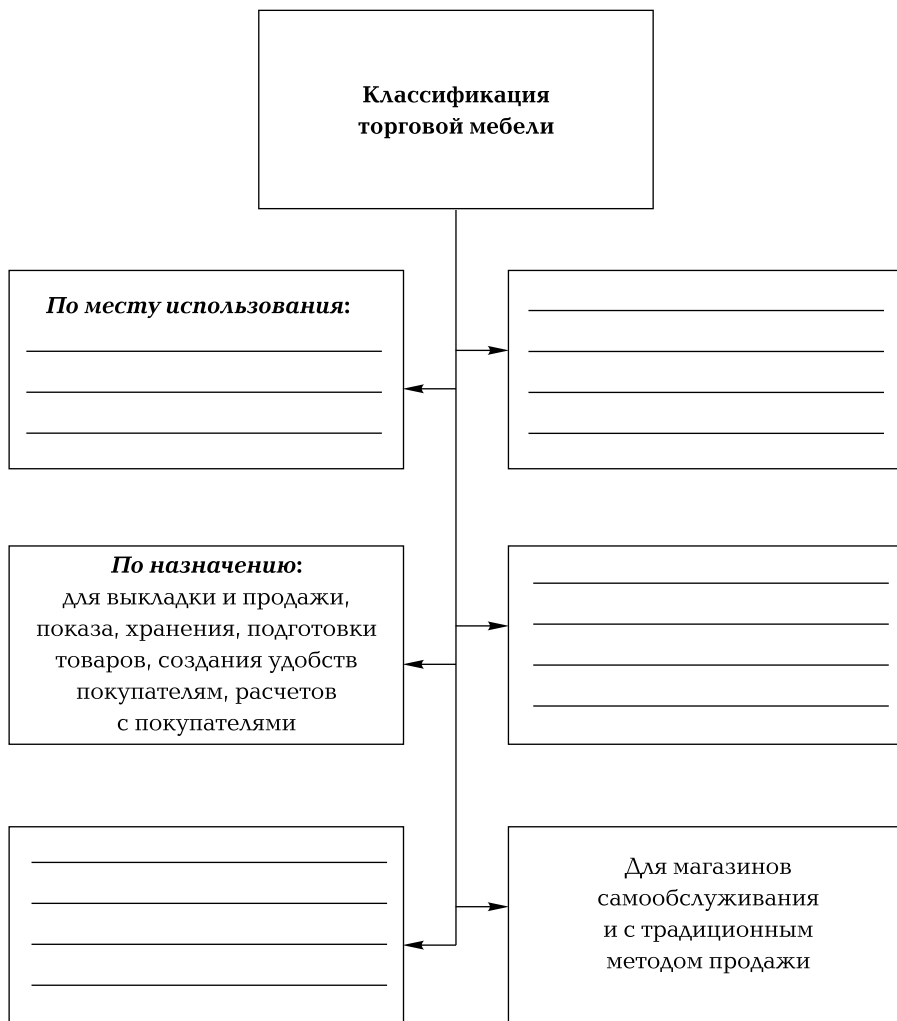 Классификация
торговой мебели
По месту использования:
По назначению:
для выкладки и продажи,
показа, хранения, подготовки
товаров, создания удобств
покупателям, расчетов
с покупателями
Для магазинов
самообслуживания
и с традиционным
методом продажи